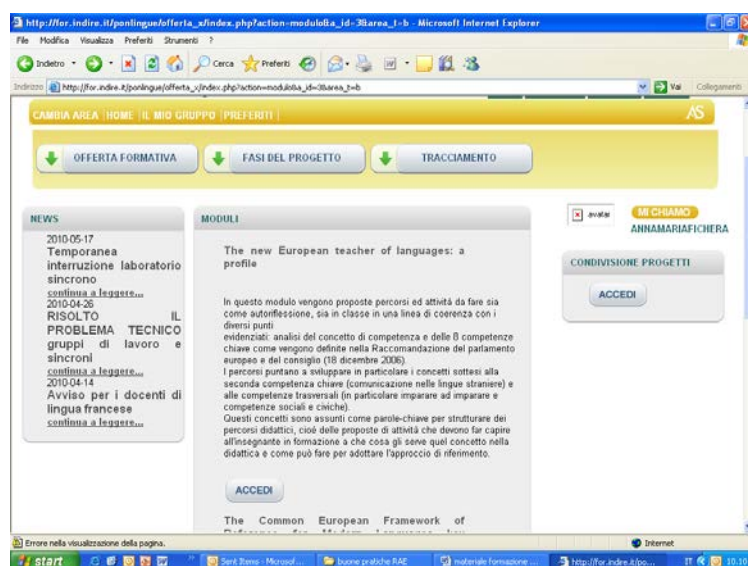 http://for.indire.it/ponlingue/offerta_x/index.php?action=modulo&a_id=3&area_t=b - Microsoft Internet Explorer
File Modifica Visualizza Preferiti Strumenti ?
Indietro Cerca Preferiti
Indirizzo http://for.indire.it/ponlingue/offerta_x/index.php?action=modulo&a_id=3&area_t=b Vai Collegamenti
CAMBIA AREA |HOME |IL MIO GRUPPO |PREFERITI | AS
OFFERTA FORMATIVA FASI DEL PROGETTO TRACCIAMENTO
NEWS
2010-05-17
Temporanea
interruzione laboratorio
sincrono
continua a leggere...
2010-04-26
RISOLTO IL
PROBLEMA TECNICO
gruppi di lavoro e
sincroni
continua a leggere...
2010-04-14
Avviso per i docenti di
lingua francese
continua a leggere...
MODULI
The new European teacher of languages: a
profile
In questo modulo vengono proposte percorsi ed attività da fare sia
come autoriflessione, sia in classe in una linea di coerenza con i
diversi punti
evidenziati: analisi del concetto di competenza e delle 8 competenze
chiave come vengono definite nella Raccomandazione del parlamento
europeo e del consiglio (18 dicembre 2006).
I percorsi puntano a sviluppare in particolare i concetti sottesi alla
seconda competenza chiave (comunicazione nelle lingue straniere) e
alle competenze trasversali (in particolare imparare ad imparare e
competenze sociali e civiche).
Questi concetti sono assunti come parole-chiave per strutturare dei
percorsi didattici, cioè delle proposte di attività che devono far capire
all'insegnante in formazione a che cosa gli serve quel concetto nella
didattica e come può fare per adottare l'approccio di riferimento.
ACCEDI
The Common European Framework of
avatar MI CHIAMO
ANNAMARIAFICHERA
CONDIVISIONE PROGETTI
ACCEDI
Errore nella visualizzazione della pagina. Internet
start Sent Items - Microsof... buone pratiche RAE materiale formazione ... http://for.indire.it/po... IT 10.10